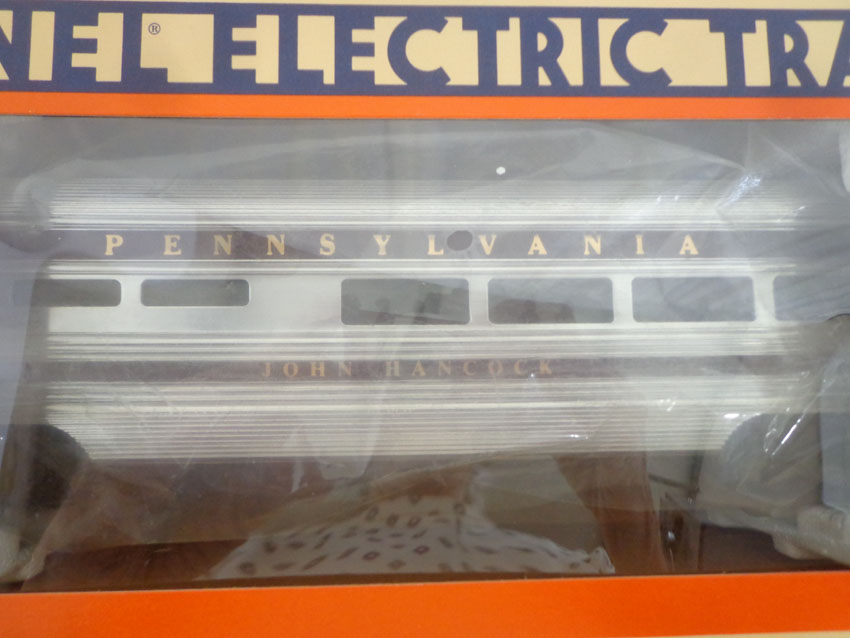 NEL® ELECTRIC TRA
PENNSYLVANIA
JOHN HANCOCK